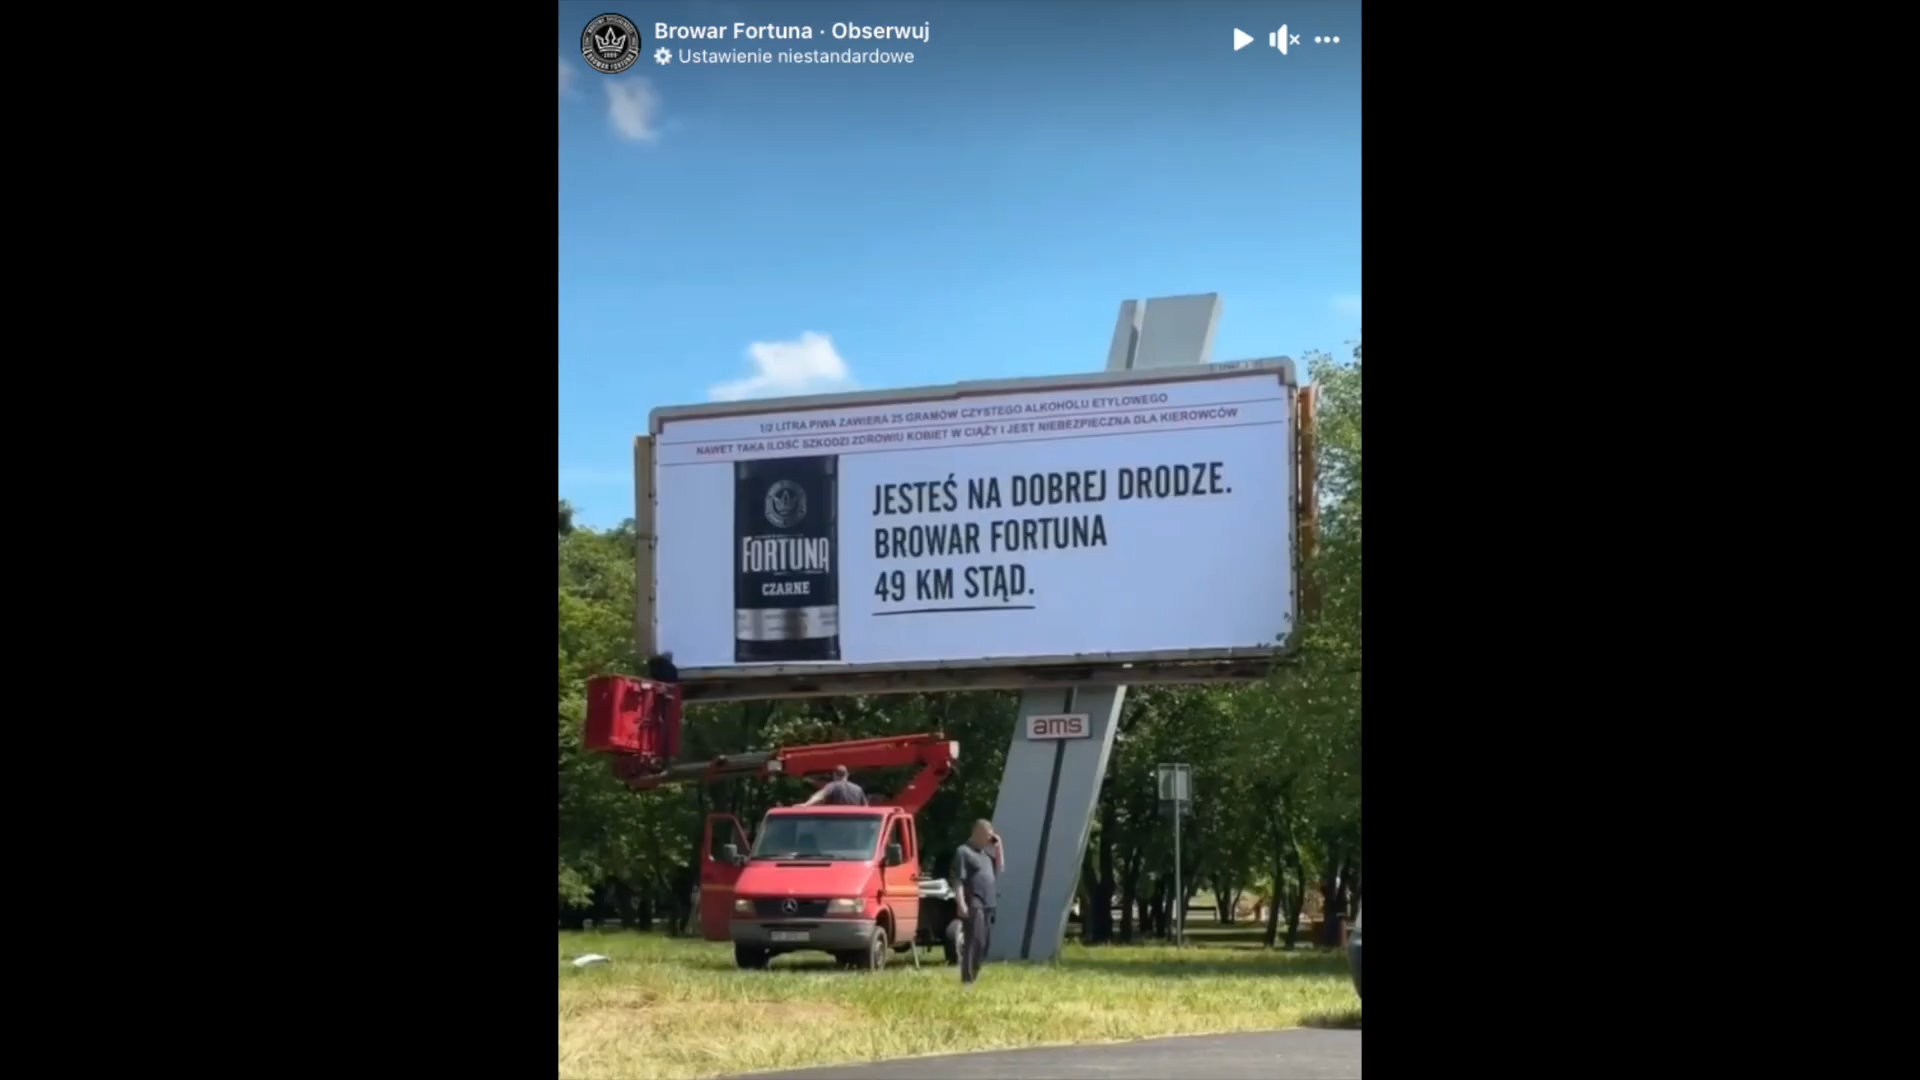 Browar Fortuna · Obserwuj
Ustawienie niestandardowe
1/2 LITRA PIWA ZAWIERA 25 GRAMÓW CZYSTEGO ALKOHOLU ETYLOWEGO
NAWET TAKA ILOŚĆ SZKODZI ZDROWIU KOBIET W CIĄŻY I JEST NIEBEZPIECZNA DLA KIEROWCÓW
JESTEŚ NA DOBREJ DRODZE.
BROWAR FORTUNA
49 KM STĄD.
FORTUNA
CZARNE
ams